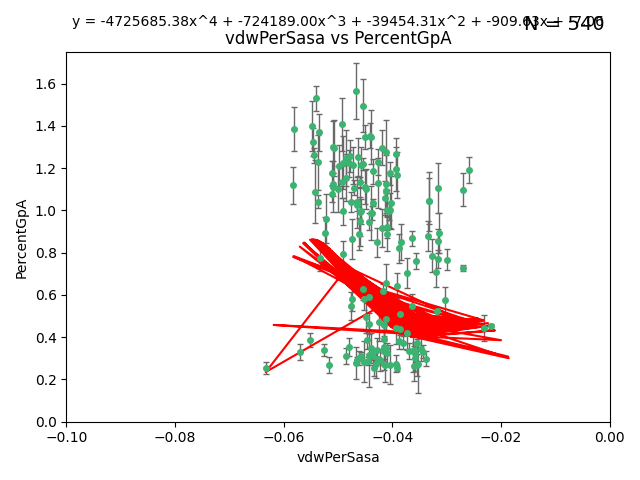 y = -4725685.38x^4 + -724189.00x^3 + -39454.31x^2 + -909.63x + -7.06
N = 540
vdwPerSasa vs PercentGpA
PercentGpA
1.6
1.4
1.2
1.0
0.8
0.6
0.4
0.2
0.0
−0.10 −0.08 −0.06 −0.04 −0.02 0.00
vdwPerSasa